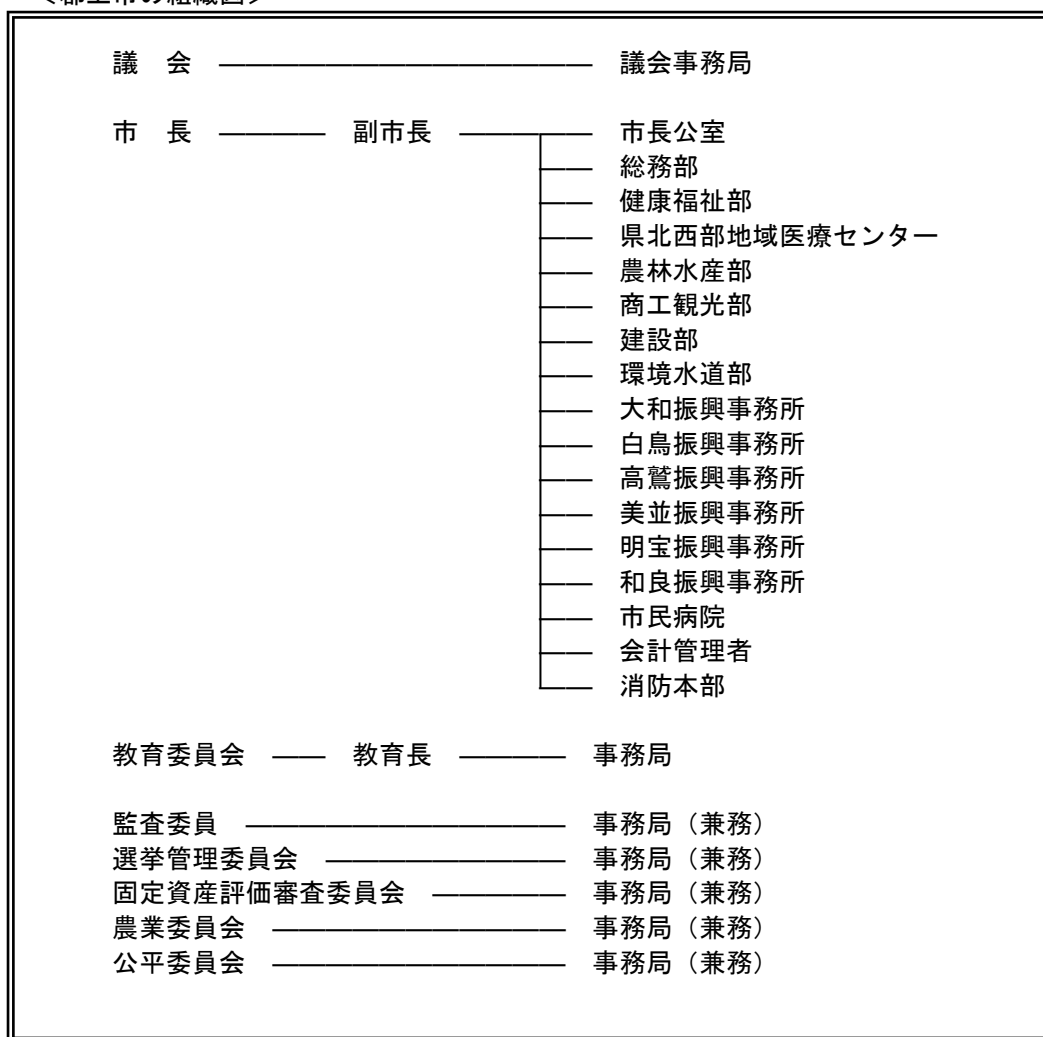 ＜郡上市の組織図＞
議　会 議会事務局
市　長 副市長 市長公室
総務部
健康福祉部
県北西部地域医療センター
農林水産部
商工観光部
建設部
環境水道部
大和振興事務所
白鳥振興事務所
高鷲振興事務所
美並振興事務所
明宝振興事務所
和良振興事務所
市民病院
会計管理者
消防本部
教育委員会 教育長 事務局
監査委員 事務局（兼務）
選挙管理委員会 事務局（兼務）
固定資産評価審査委員会 事務局（兼務）
農業委員会 事務局（兼務）
公平委員会 事務局（兼務）